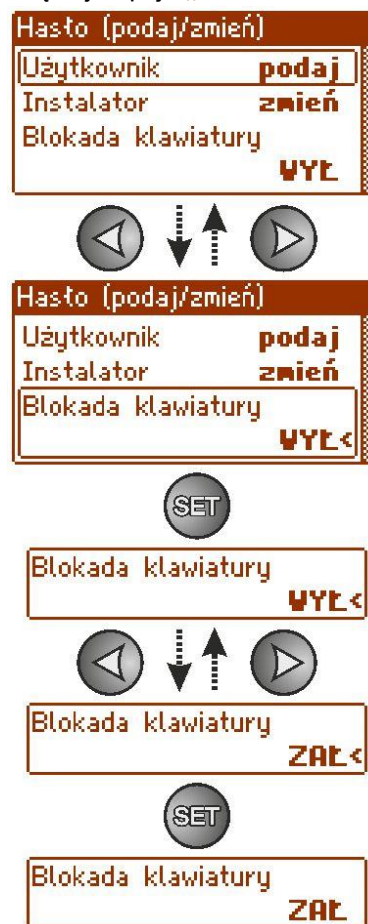 Hasło (podaj/zmień)
Użytkownik podaj
Instalator zmień
Blokada klawiatury
WYŁ
Hasło (podaj/zmień)
Użytkownik podaj
Instalator zmień
Blokada klawiatury
WYŁ<
SET
Blokada klawiatury
WYŁ<
Blokada klawiatury
ZAŁ<
SET
Blokada klawiatury
ZAŁ